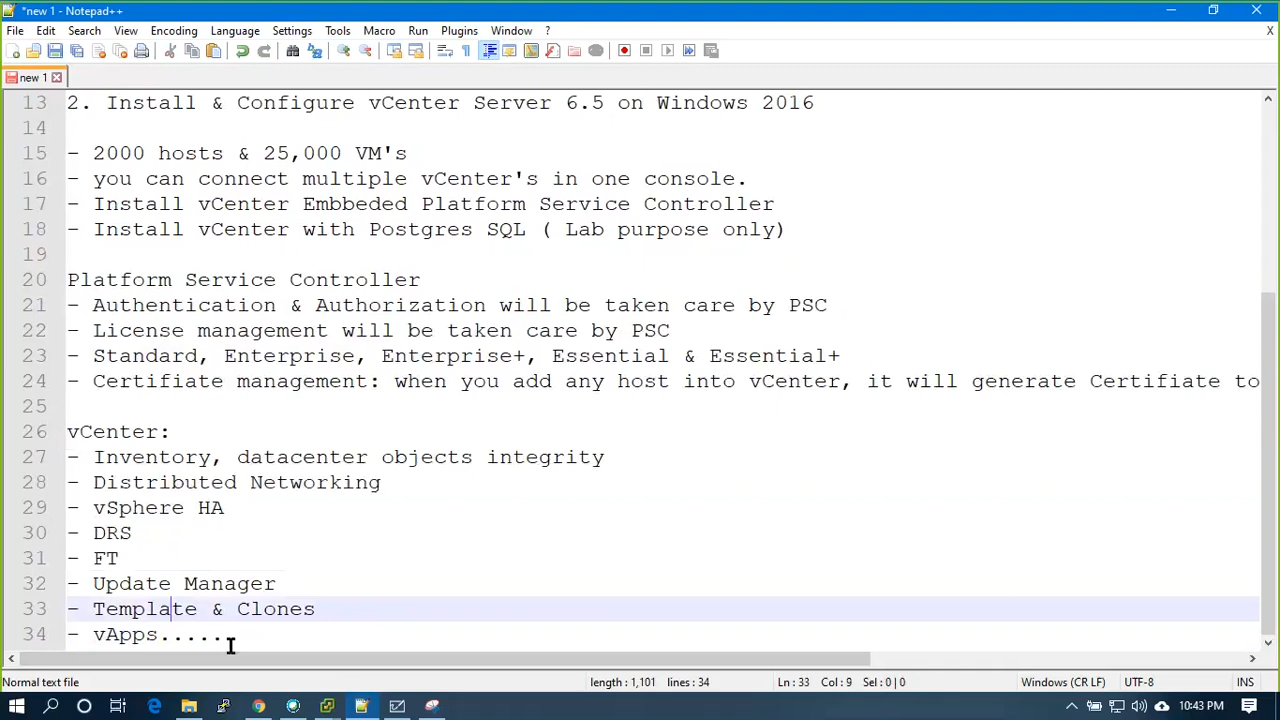 *new 1 - Notepad++
File Edit Search View Encoding Language Settings Tools Macro Run Plugins Window ? X
new 1
13 2. Install & Configure vCenter Server 6.5 on Windows 2016
14
15 - 2000 hosts & 25,000 VM's
16 - you can connect multiple vCenter's in one console.
17 - Install vCenter Embbeded Platform Service Controller
18 - Install vCenter with Postgres SQL ( Lab purpose only)
19
20 Platform Service Controller
21 - Authentication & Authorization will be taken care by PSC
22 - License management will be taken care by PSC
23 - Standard, Enterprise, Enterprise+, Essential & Essential+
24 - Certifiate management: when you add any host into vCenter, it will generate Certifiate to
25
26 vCenter:
27 - Inventory, datacenter objects integrity
28 - Distributed Networking
29 - vSphere HA
30 - DRS
31 - FT
32 - Update Manager
33 - Template & Clones
34 - vApps.....
Normal text file length : 1,101 lines : 34 Ln : 33 Col : 9 Sel : 0 | 0 Windows (CR LF) UTF-8 INS
10:43 PM